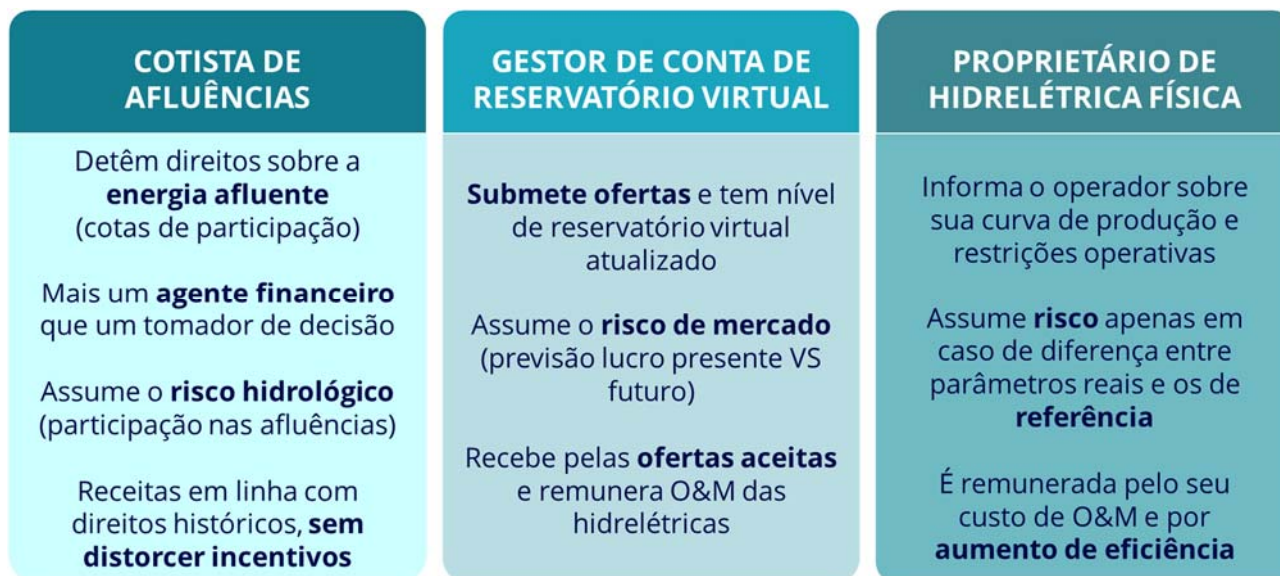 COTISTA DE
AFLUÊNCIAS
Detêm direitos sobre a
energia afluente
(cotas de participação)
Mais um agente financeiro
que um tomador de decisão
Assume o risco hidrológico
(participação nas afluências)
Receitas em linha com
direitos históricos, sem
distorcer incentivos
GESTOR DE CONTA DE
RESERVATÓRIO VIRTUAL
Submete ofertas e tem nível
de reservatório virtual
atualizado
Assume o risco de mercado
(previsão lucro presente VS
futuro)
Recebe pelas ofertas aceitas
e remunera O&M das
hidrelétricas
PROPRIETÁRIO DE
HIDRELÉTRICA FÍSICA
Informa o operador sobre
sua curva de produção e
restrições operativas
Assume risco apenas em
caso de diferença entre
parâmetros reais e os de
referência
É remunerada pelo seu
custo de O&M e por
aumento de eficiência